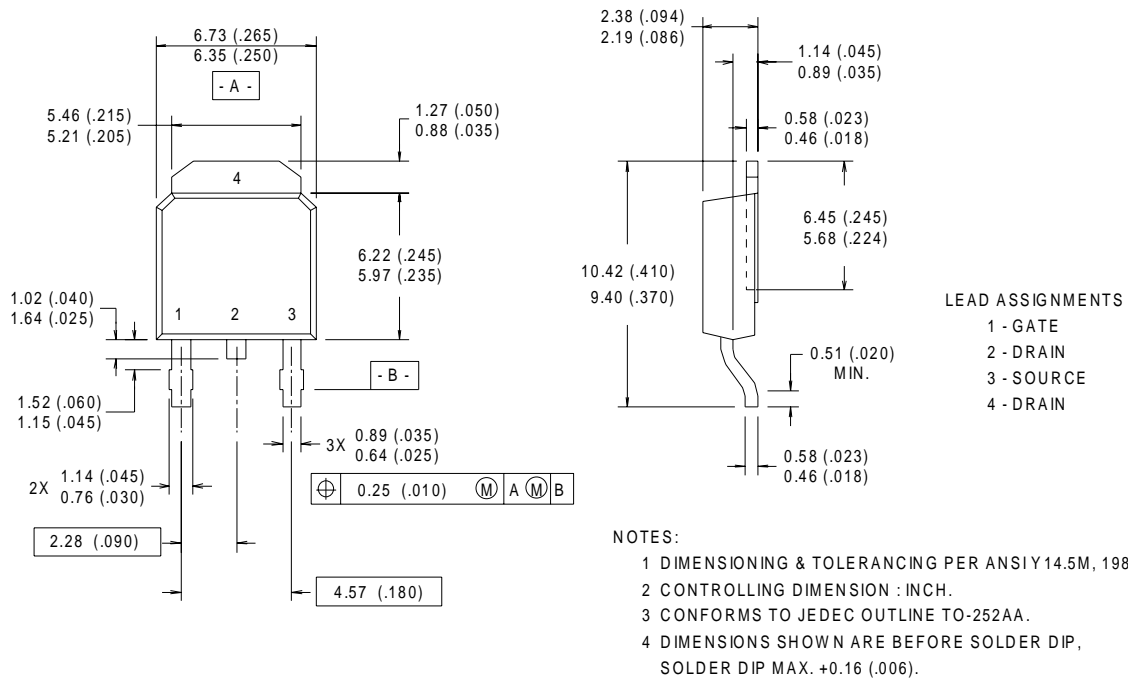 6.73 (.265)
6.35 (.250)
- A -
5.46 (.215)
5.21 (.205)
1.27 (.050)
0.88 (.035)
4
6.22 (.245)
5.97 (.235)
1.02 (.040)
1.64 (.025)
1 2 3
- B -
1.52 (.060)
1.15 (.045)
3X 0.89 (.035)
0.64 (.025)
2X 1.14 (.045)
0.76 (.030)
⌖ 0.25 (.010) Ⓜ A Ⓜ B
2.28 (.090)
4.57 (.180)
2.38 (.094)
2.19 (.086)
1.14 (.045)
0.89 (.035)
0.58 (.023)
0.46 (.018)
6.45 (.245)
5.68 (.224)
10.42 (.410)
9.40 (.370)
0.51 (.020)
MIN.
0.58 (.023)
0.46 (.018)
LEAD ASSIGNMENTS
1 - GATE
2 - DRAIN
3 - SOURCE
4 - DRAIN
NOTES:
1 DIMENSIONING & TOLERANCING PER ANSI Y14.5M, 198
2 CONTROLLING DIMENSION : INCH.
3 CONFORMS TO JEDEC OUTLINE TO-252AA.
4 DIMENSIONS SHOWN ARE BEFORE SOLDER DIP,
SOLDER DIP MAX. +0.16 (.006).